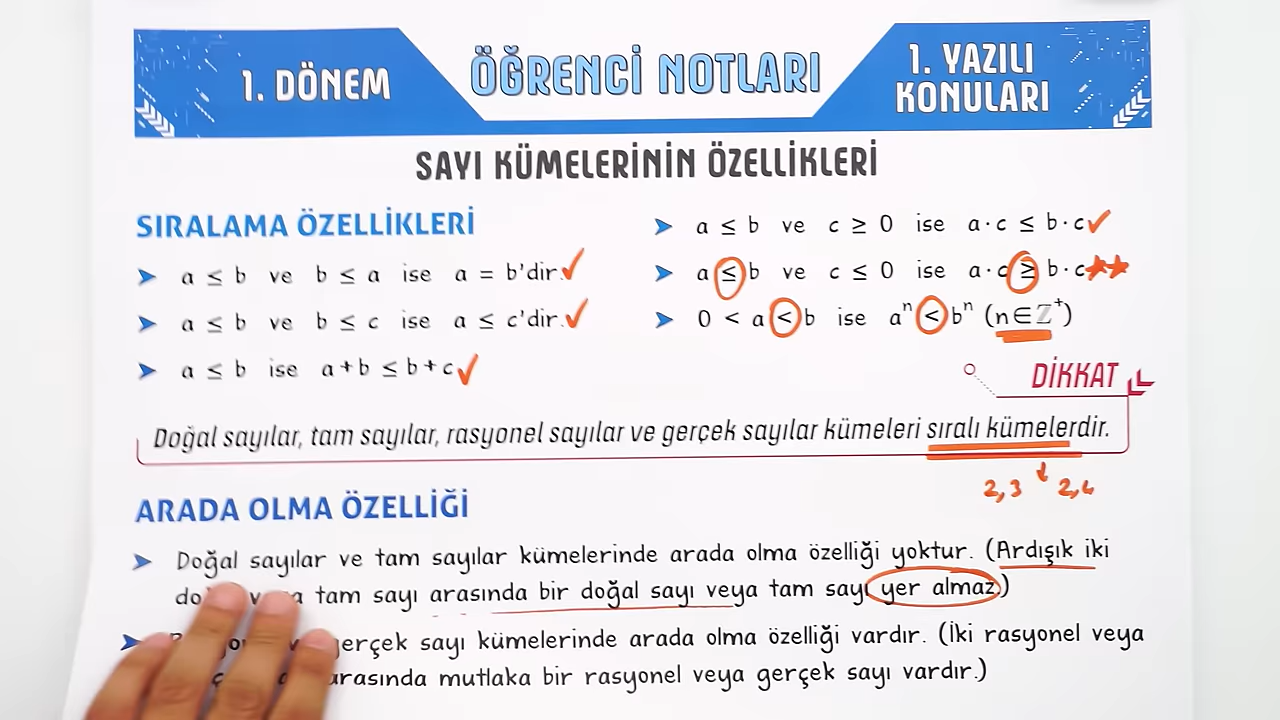 1. DÖNEM
ÖĞRENCİ NOTLARI
1. YAZILI
KONULARI
SAYI KÜMELERİNİN ÖZELLİKLERİ
SIRALAMA ÖZELLİKLERİ
a ≤ b ve b ≤ a ise a = b'dir.
a ≤ b ve b ≤ c ise a ≤ c'dir.
a ≤ b ise a+b ≤ b+c
a ≤ b ve c ≥ 0 ise a·c ≤ b·c
a ≤ b ve c ≤ 0 ise a·c ≥ b·c
0 < a < b ise aⁿ < bⁿ (n∈ℤ⁺)
DİKKAT
Doğal sayılar, tam sayılar, rasyonel sayılar ve gerçek sayılar kümeleri sıralı kümelerdir.
2,3 2,4
ARADA OLMA ÖZELLİĞİ
Doğal sayılar ve tam sayılar kümelerinde arada olma özelliği yoktur. (Ardışık iki
tam sayı arasında bir doğal sayı veya tam sayı yer almaz.)
gerçek sayı kümelerinde arada olma özelliği vardır. (İki rasyonel veya
arasında mutlaka bir rasyonel veya gerçek sayı vardır.)